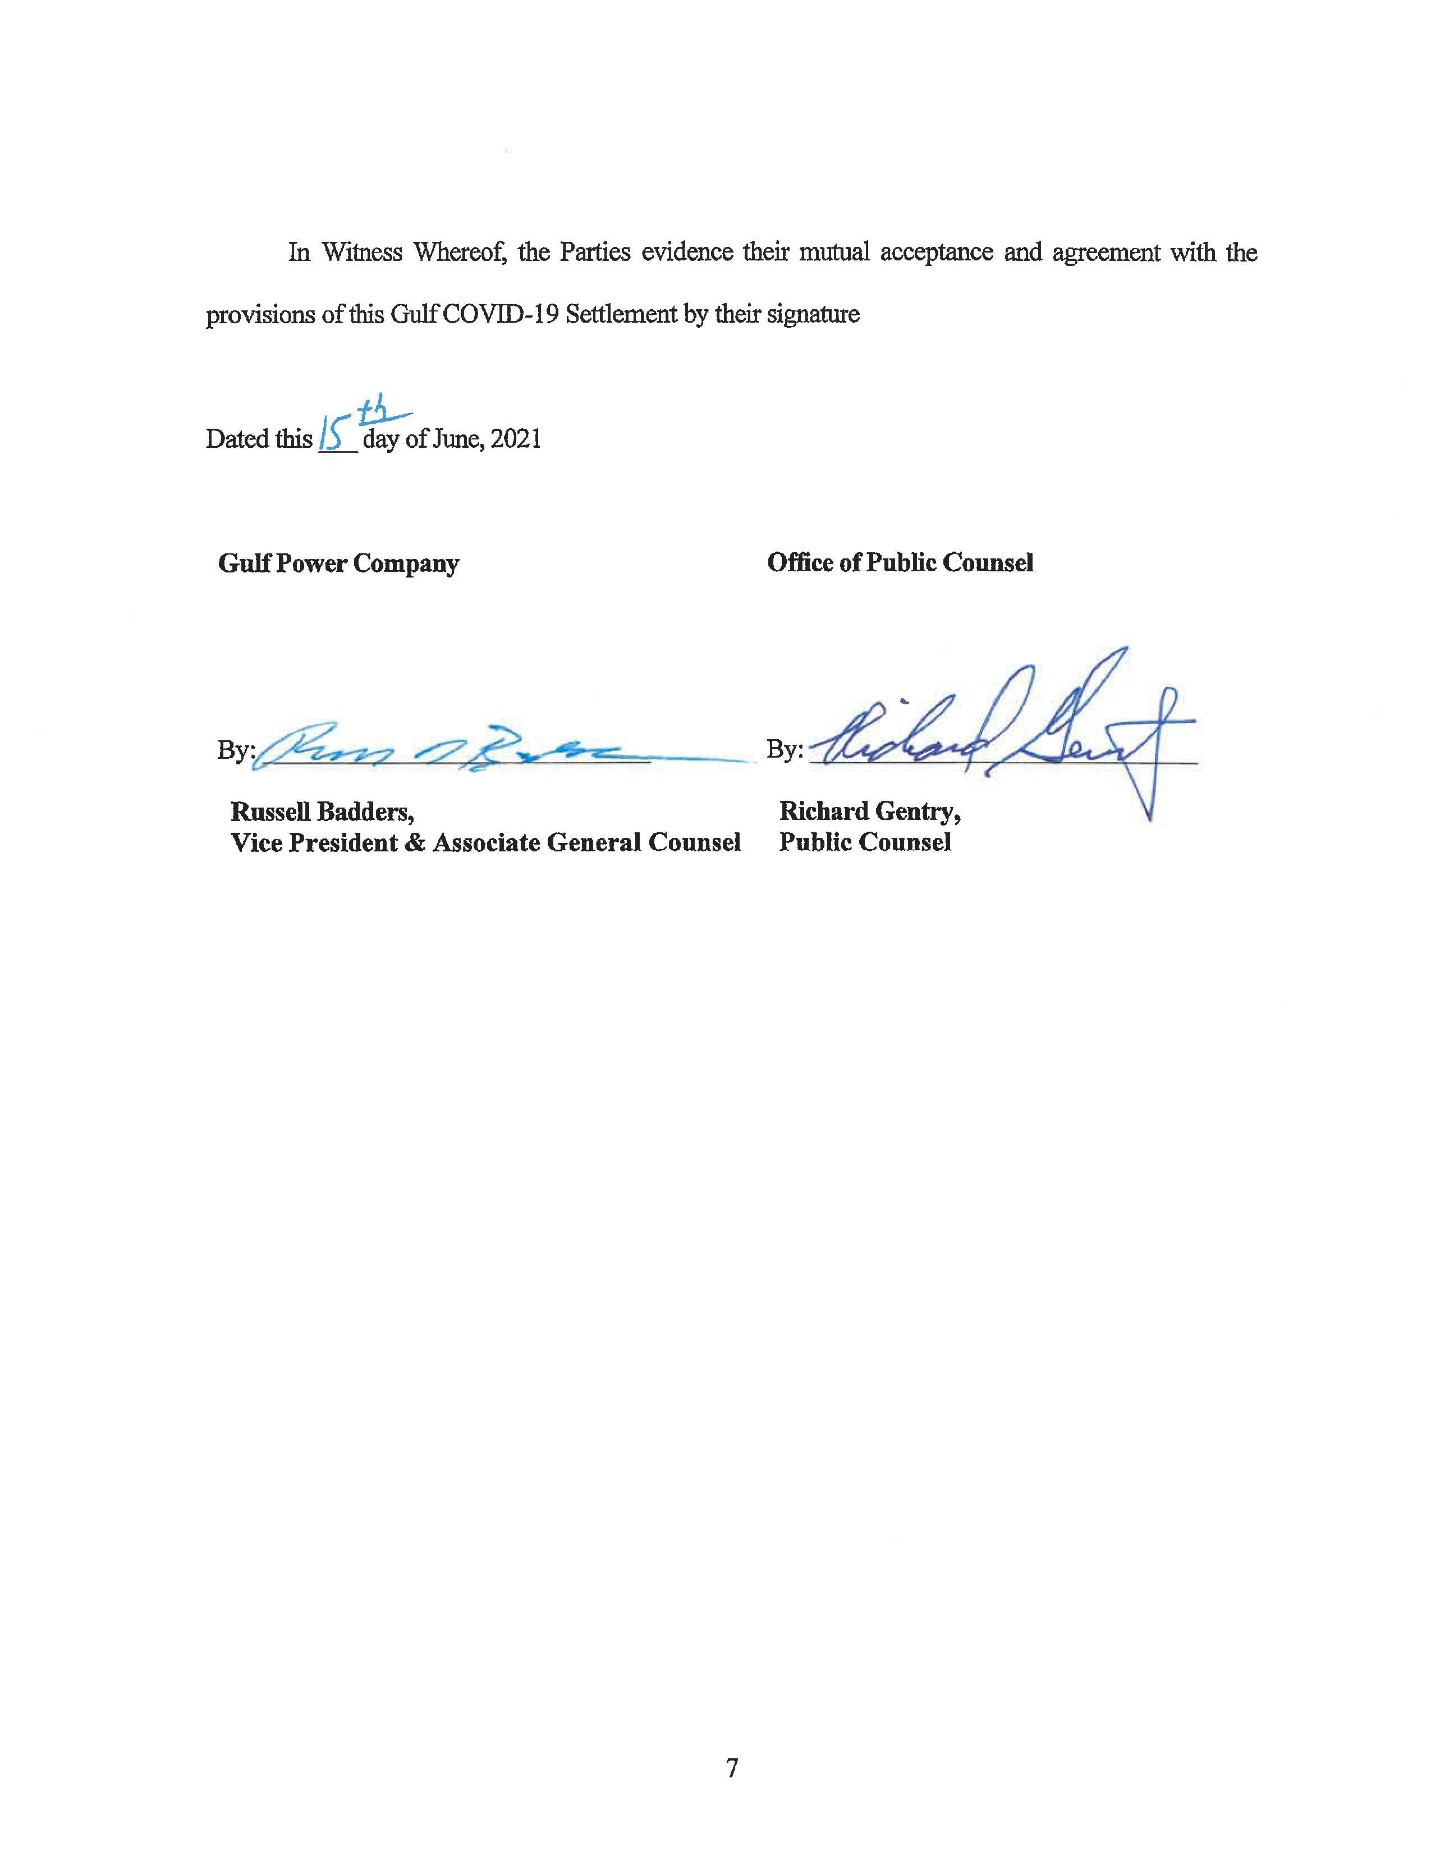 In Witness Whereof, the Parties evidence their mutual acceptance and agreement with the
provisions of this Gulf COVID-19 Settlement by their signature
Dated this 15th day of June, 2021
Gulf Power Company Office of Public Counsel
By: By: Richard Gentry
Russell Badders, Richard Gentry,
Vice President & Associate General Counsel Public Counsel
7